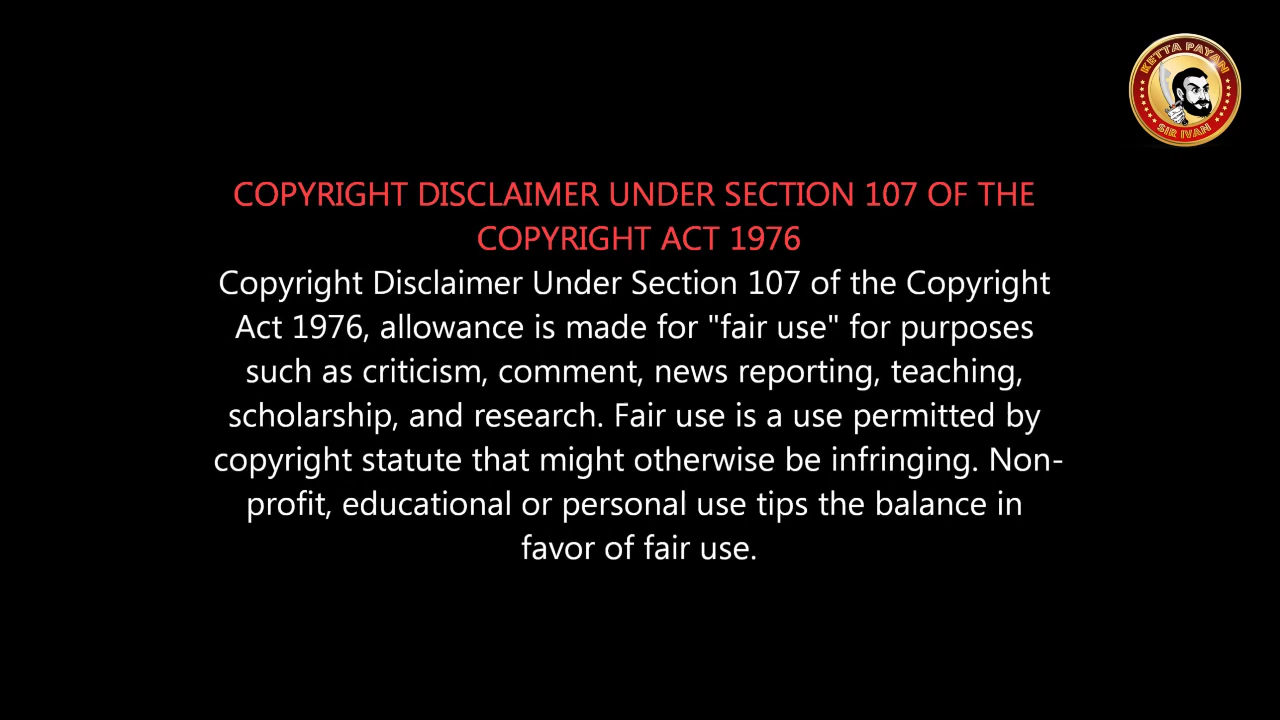 KETTA PAYAN
SIR IVAN
COPYRIGHT DISCLAIMER UNDER SECTION 107 OF THE
COPYRIGHT ACT 1976
Copyright Disclaimer Under Section 107 of the Copyright
Act 1976, allowance is made for "fair use" for purposes
such as criticism, comment, news reporting, teaching,
scholarship, and research. Fair use is a use permitted by
copyright statute that might otherwise be infringing. Non-
profit, educational or personal use tips the balance in
favor of fair use.